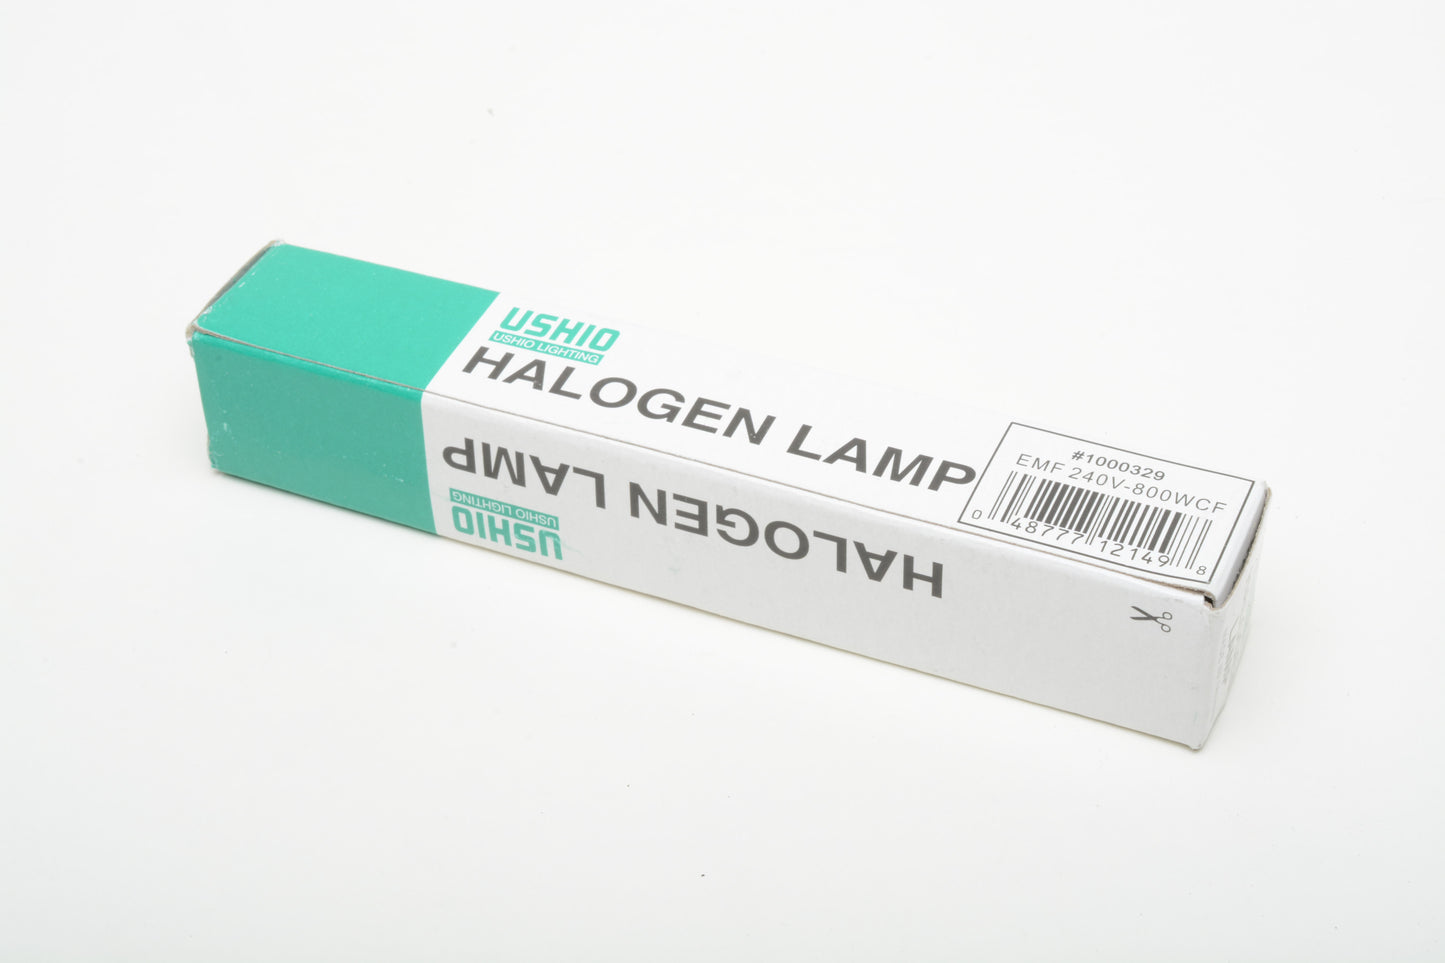 USHIO
USHIO LIGHTING
HALOGEN LAMP
#1000329
EMF 240V-800WCF
0 48777 12149 8
HALOGEN LAMP
USHIO
USHIO LIGHTING